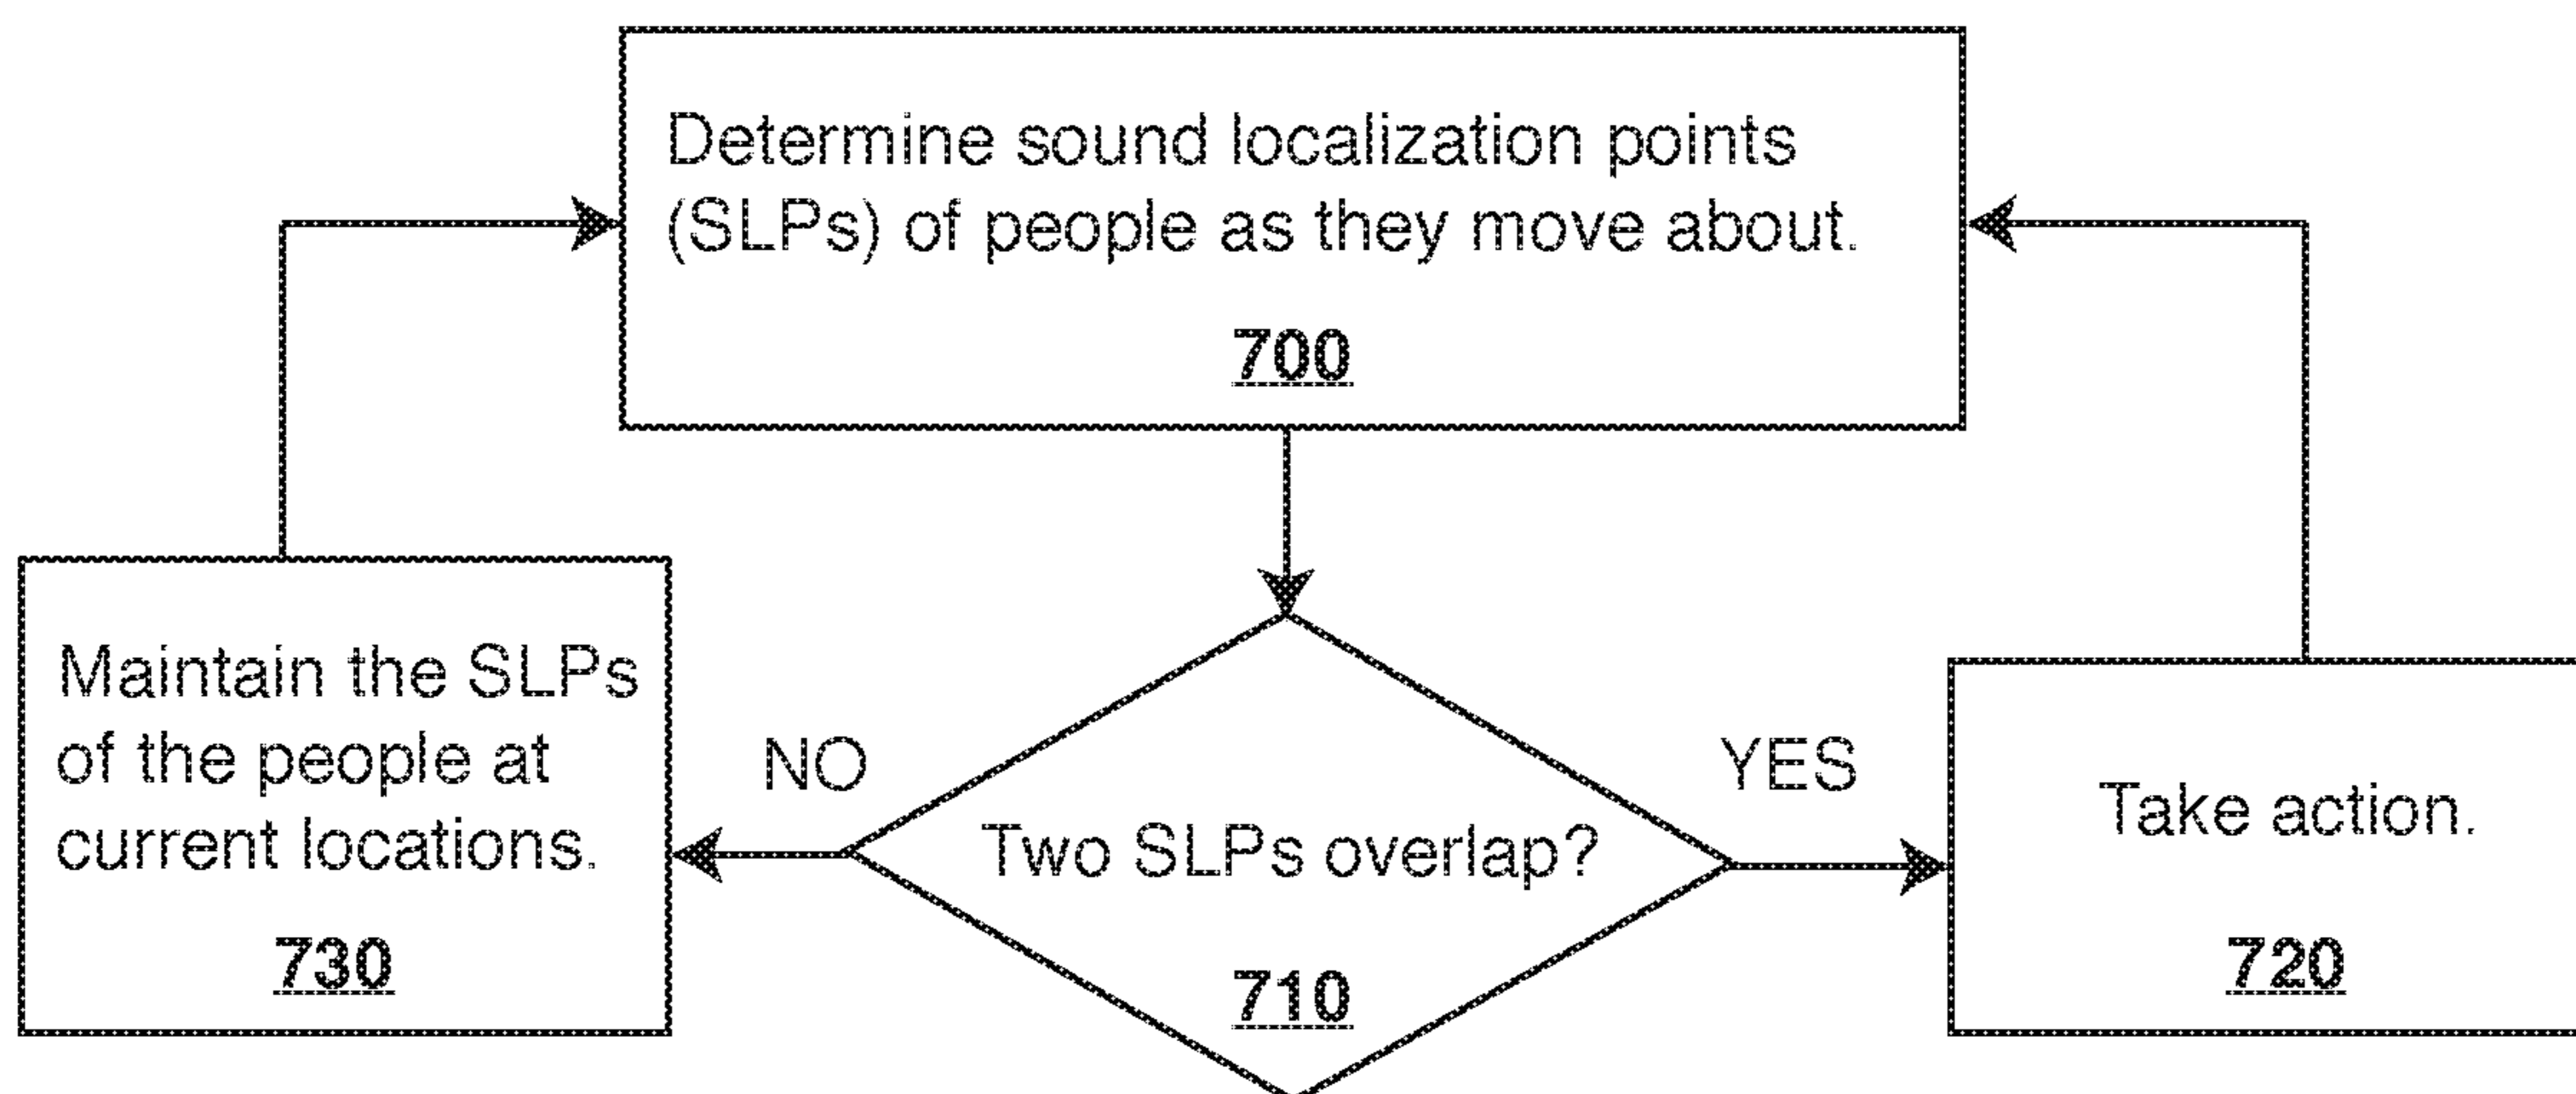 Determine sound localization points
(SLPs) of people as they move about.
700
Maintain the SLPs
of the people at
current locations.
730
NO
Two SLPs overlap?
710
YES
Take action.
720